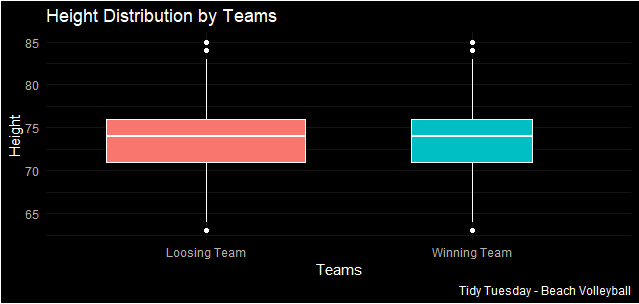 Height Distribution by Teams
85
80
75
70
65
Height
Loosing Team
Winning Team
Teams
Tidy Tuesday - Beach Volleyball